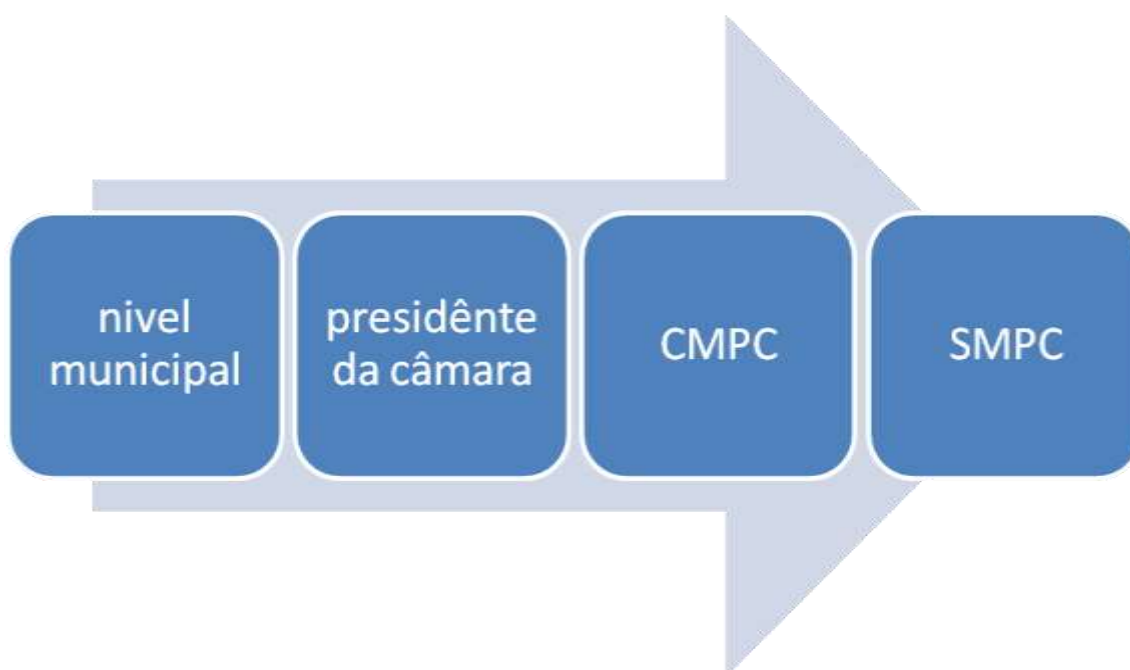 nivel
municipal
presidênte
da câmara
CMPC
SMPC